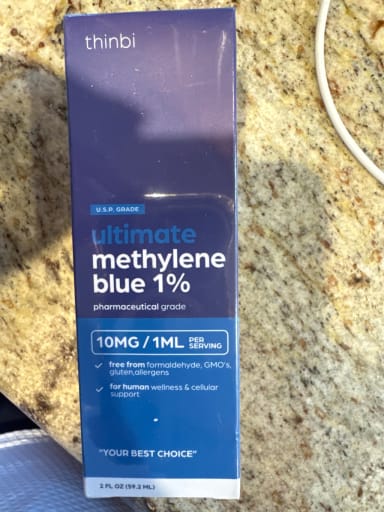 thinbi
U.S.P. GRADE
ultimate
methylene
blue 1%
pharmaceutical grade
10MG / 1ML PER
SERVING
free from formaldehyde, GMO's,
gluten,allergens
for human wellness & cellular
support
"YOUR BEST CHOICE"
2 FL OZ (59.2 ML)